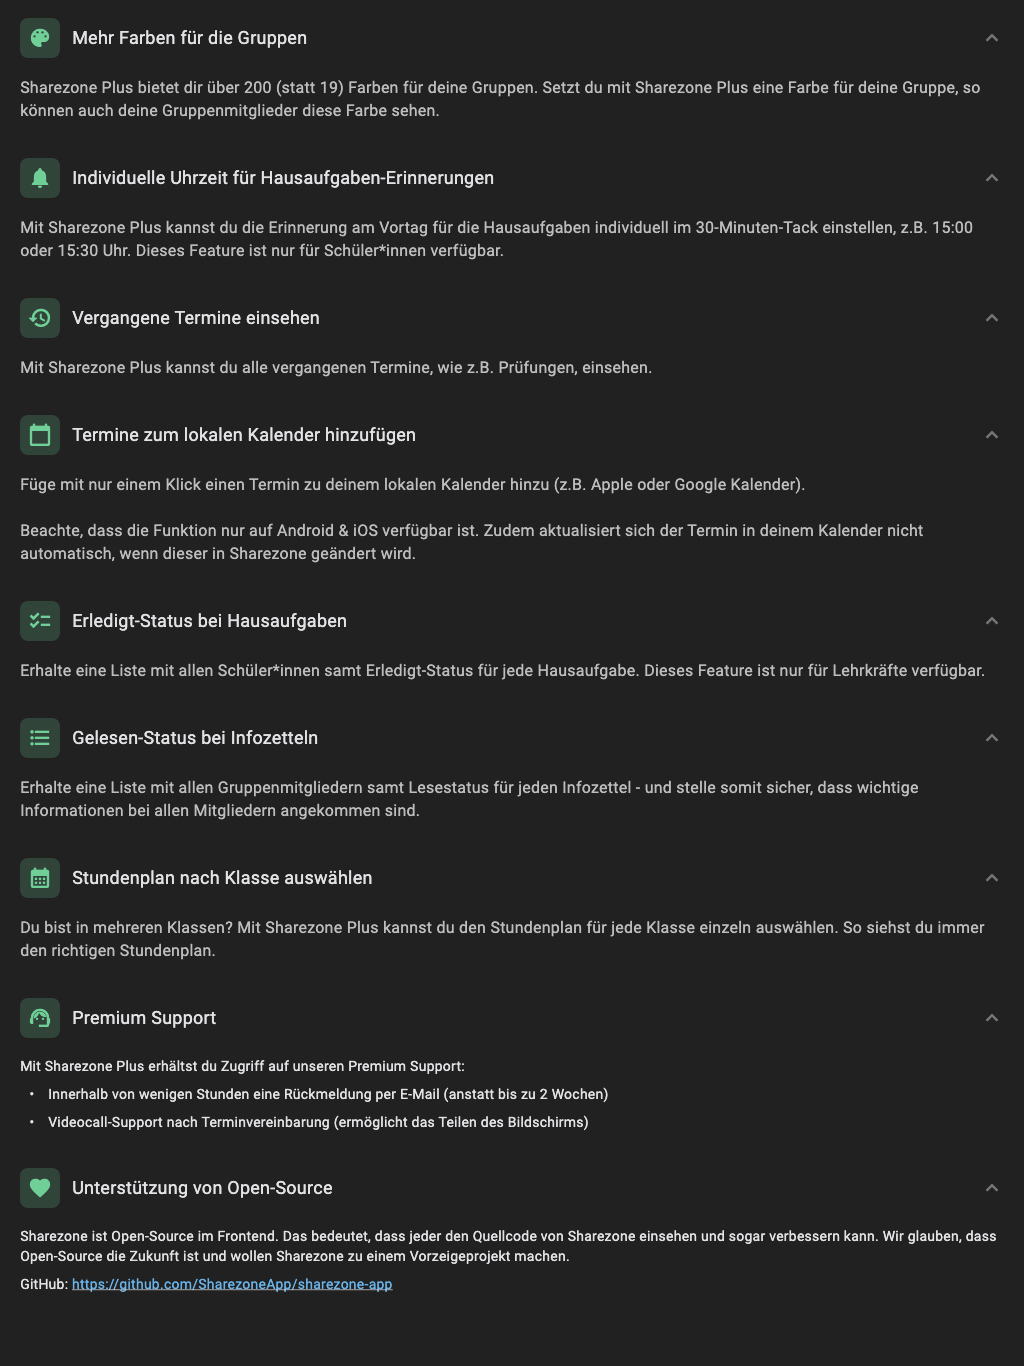 Mehr Farben für die Gruppen
Sharezone Plus bietet dir über 200 (statt 19) Farben für deine Gruppen. Setzt du mit Sharezone Plus eine Farbe für deine Gruppe, so
können auch deine Gruppenmitglieder diese Farbe sehen.
Individuelle Uhrzeit für Hausaufgaben-Erinnerungen
Mit Sharezone Plus kannst du die Erinnerung am Vortag für die Hausaufgaben individuell im 30-Minuten-Tack einstellen, z.B. 15:00
oder 15:30 Uhr. Dieses Feature ist nur für Schüler*innen verfügbar.
Vergangene Termine einsehen
Mit Sharezone Plus kannst du alle vergangenen Termine, wie z.B. Prüfungen, einsehen.
Termine zum lokalen Kalender hinzufügen
Füge mit nur einem Klick einen Termin zu deinem lokalen Kalender hinzu (z.B. Apple oder Google Kalender).
Beachte, dass die Funktion nur auf Android & iOS verfügbar ist. Zudem aktualisiert sich der Termin in deinem Kalender nicht
automatisch, wenn dieser in Sharezone geändert wird.
Erledigt-Status bei Hausaufgaben
Erhalte eine Liste mit allen Schüler*innen samt Erledigt-Status für jede Hausaufgabe. Dieses Feature ist nur für Lehrkräfte verfügbar.
Gelesen-Status bei Infozetteln
Erhalte eine Liste mit allen Gruppenmitgliedern samt Lesestatus für jeden Infozettel - und stelle somit sicher, dass wichtige
Informationen bei allen Mitgliedern angekommen sind.
Stundenplan nach Klasse auswählen
Du bist in mehreren Klassen? Mit Sharezone Plus kannst du den Stundenplan für jede Klasse einzeln auswählen. So siehst du immer
den richtigen Stundenplan.
Premium Support
Mit Sharezone Plus erhältst du Zugriff auf unseren Premium Support:
• Innerhalb von wenigen Stunden eine Rückmeldung per E-Mail (anstatt bis zu 2 Wochen)
• Videocall-Support nach Terminvereinbarung (ermöglicht das Teilen des Bildschirms)
Unterstützung von Open-Source
Sharezone ist Open-Source im Frontend. Das bedeutet, dass jeder den Quellcode von Sharezone einsehen und sogar verbessern kann. Wir glauben, dass
Open-Source die Zukunft ist und wollen Sharezone zu einem Vorzeigeprojekt machen.
GitHub: https://github.com/SharezoneApp/sharezone-app